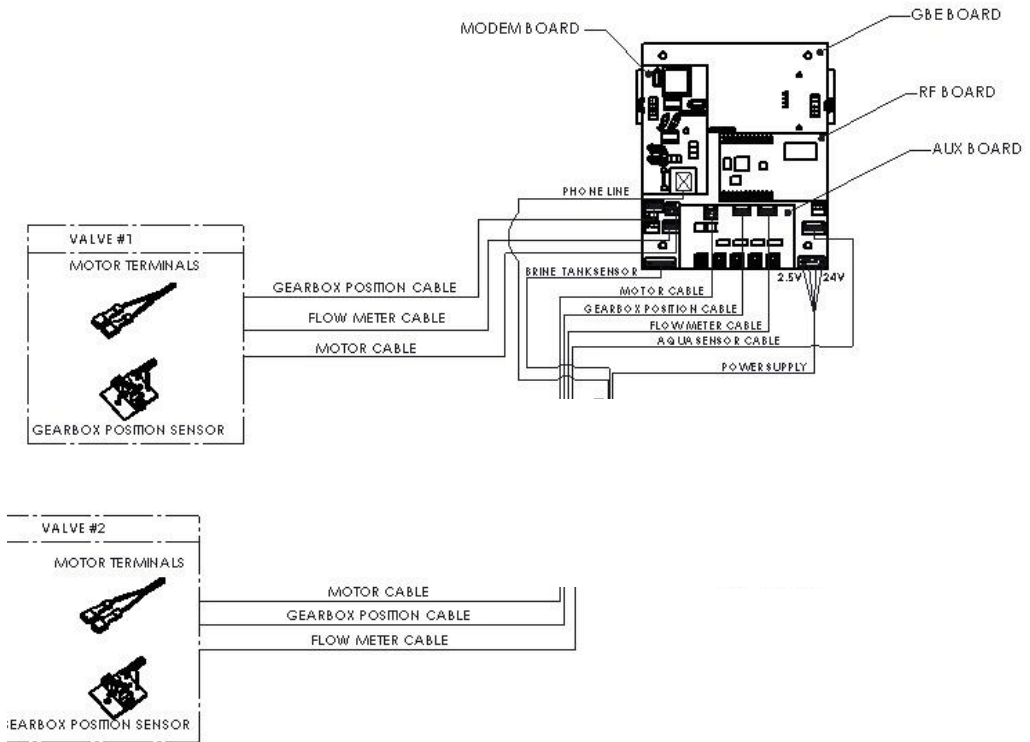 GBE BOARD
MODEM BOARD
RF BOARD
AUX BOARD
PHONE LINE
VALVE #1
MOTOR TERMINALS
GEARBOX POSITION SENSOR
GEARBOX POSITION CABLE
FLOW METER CABLE
MOTOR CABLE
BRINE TANK SENSOR
2.5V
24V
MOTOR CABLE
GEARBOX POSITION CABLE
FLOW METER CABLE
AQUA SENSOR CABLE
POWER SUPPLY
VALVE #2
MOTOR TERMINALS
EARBOX POSITION SENSOR
MOTOR CABLE
GEARBOX POSITION CABLE
FLOW METER CABLE